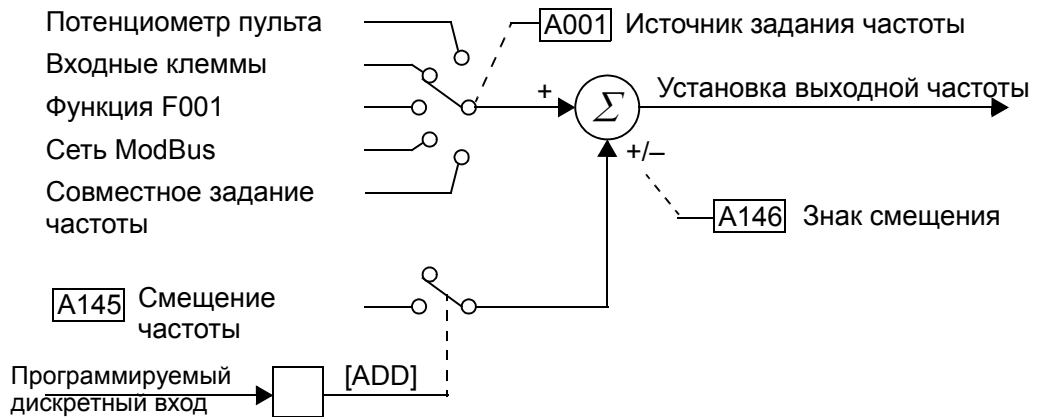 Потенциометр пульта
A001 Источник задания частоты
Входные клеммы
Функция F001
+
Σ
Установка выходной частоты
Сеть ModBus
+/–
Совместное задание
частоты
A146 Знак смещения
A145 Смещение
частоты
Программируемый
дискретный вход
[ADD]